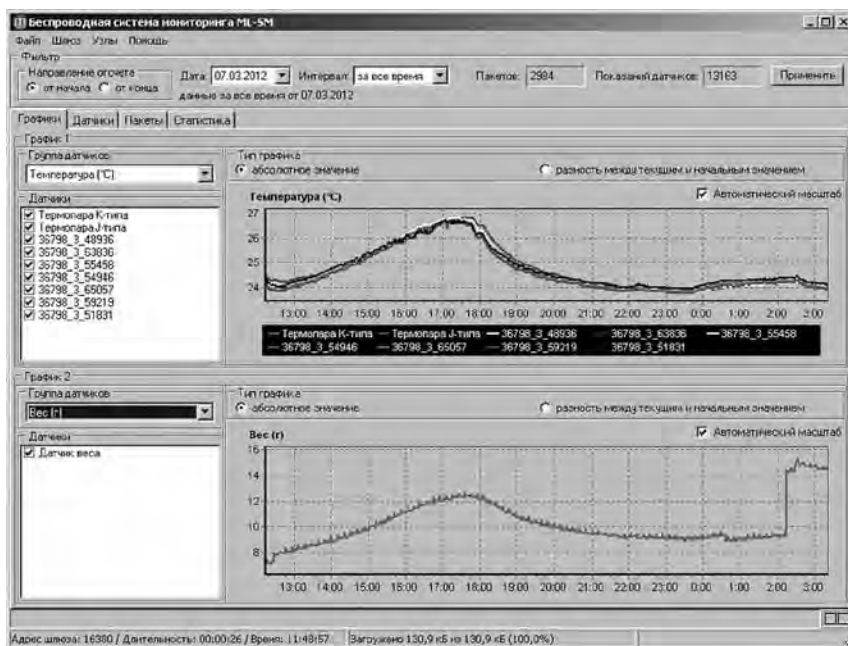 Беспроводная система мониторинга ML-SM
Файл Шлюз Узлы Помощь
Фильтр
Направление отсчета
от начала от конца
Дата: 07.03.2012 Интервал: за все время Пакетов: 2984 Показаний датчиков: 13163 Применить
данные за все время от 07.03.2012
Графики Датчики Пакеты Статистика
График 1
Группа датчиков
Температура (°C)
Датчики
Термопара K-типа
Термопара J-типа
36798_3_48936
36798_3_63836
36798_3_55458
36798_3_54946
36798_3_65057
36798_3_59219
36798_3_51831
Тип графика
абсолютное значение разность между текущим и начальным значением
Автоматический масштаб
Температура (°C)
27
26
25
24
13:00 14:00 15:00 16:00 17:00 18:00 19:00 20:00 21:00 22:00 23:00 0:00 1:00 2:00 3:00
Термопара K-типа Термопара J-типа 36798_3_48936 36798_3_63836 36798_3_55458
36798_3_54946 36798_3_65057 36798_3_59219 36798_3_51831
График 2
Группа датчиков
Вес (г)
Датчики
Датчик веса
Тип графика
абсолютное значение разность между текущим и начальным значением
Автоматический масштаб
Вес (г)
16
14
12
10
8
13:00 14:00 15:00 16:00 17:00 18:00 19:00 20:00 21:00 22:00 23:00 0:00 1:00 2:00 3:00
Адрес шлюза: 16380 / Длительность: 00:00:26 / Время: 11:48:57 Загружено 130,9 кБ из 130,9 кБ (100,0%)